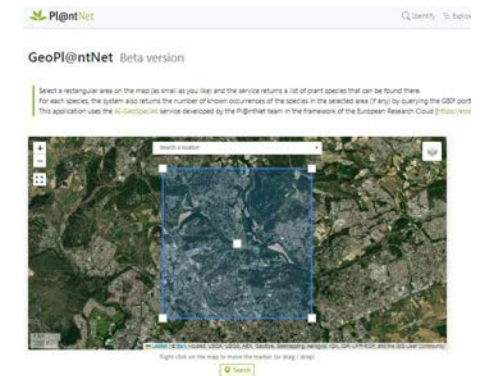 Pl@ntNet
Identify
Explor
GeoPl@ntNet Beta version
Select a rectangular area on the map (as small as you like) and the service returns a list of plant species that can be found there.
For each species, the system also returns the number of known occurrences of the species in the selected area (if any) by querying the GBIF port
This application uses the AI-GeoSpecies service developed by the Pl@ntNet team in the framework of the European Research Cloud
+
Search a location
−
Right click on the map to move the marker (or drag / drop)
Search